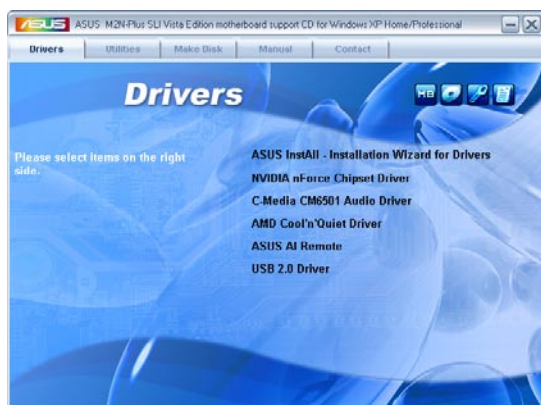 ASUS M2N-Plus SLI Vista Edition motherboard support CD for Windows XP Home/Professional
Drivers Utilities Make Disk Manual Contact
Drivers
MB
Please select items on the right
side.
ASUS InstAll - Installation Wizard for Drivers
NVIDIA nForce Chipset Driver
C-Media CM6501 Audio Driver
AMD Cool'n'Quiet Driver
ASUS AI Remote
USB 2.0 Driver